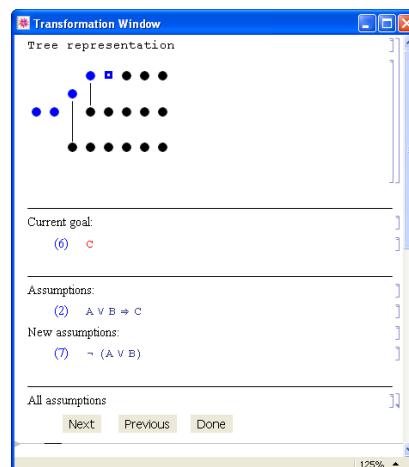 Transformation Window
Tree representation
Current goal:
(6) C
Assumptions:
(2) A ∨ B ⇒ C
New assumptions:
(7) ¬ (A ∨ B)
All assumptions
Next Previous Done
125%